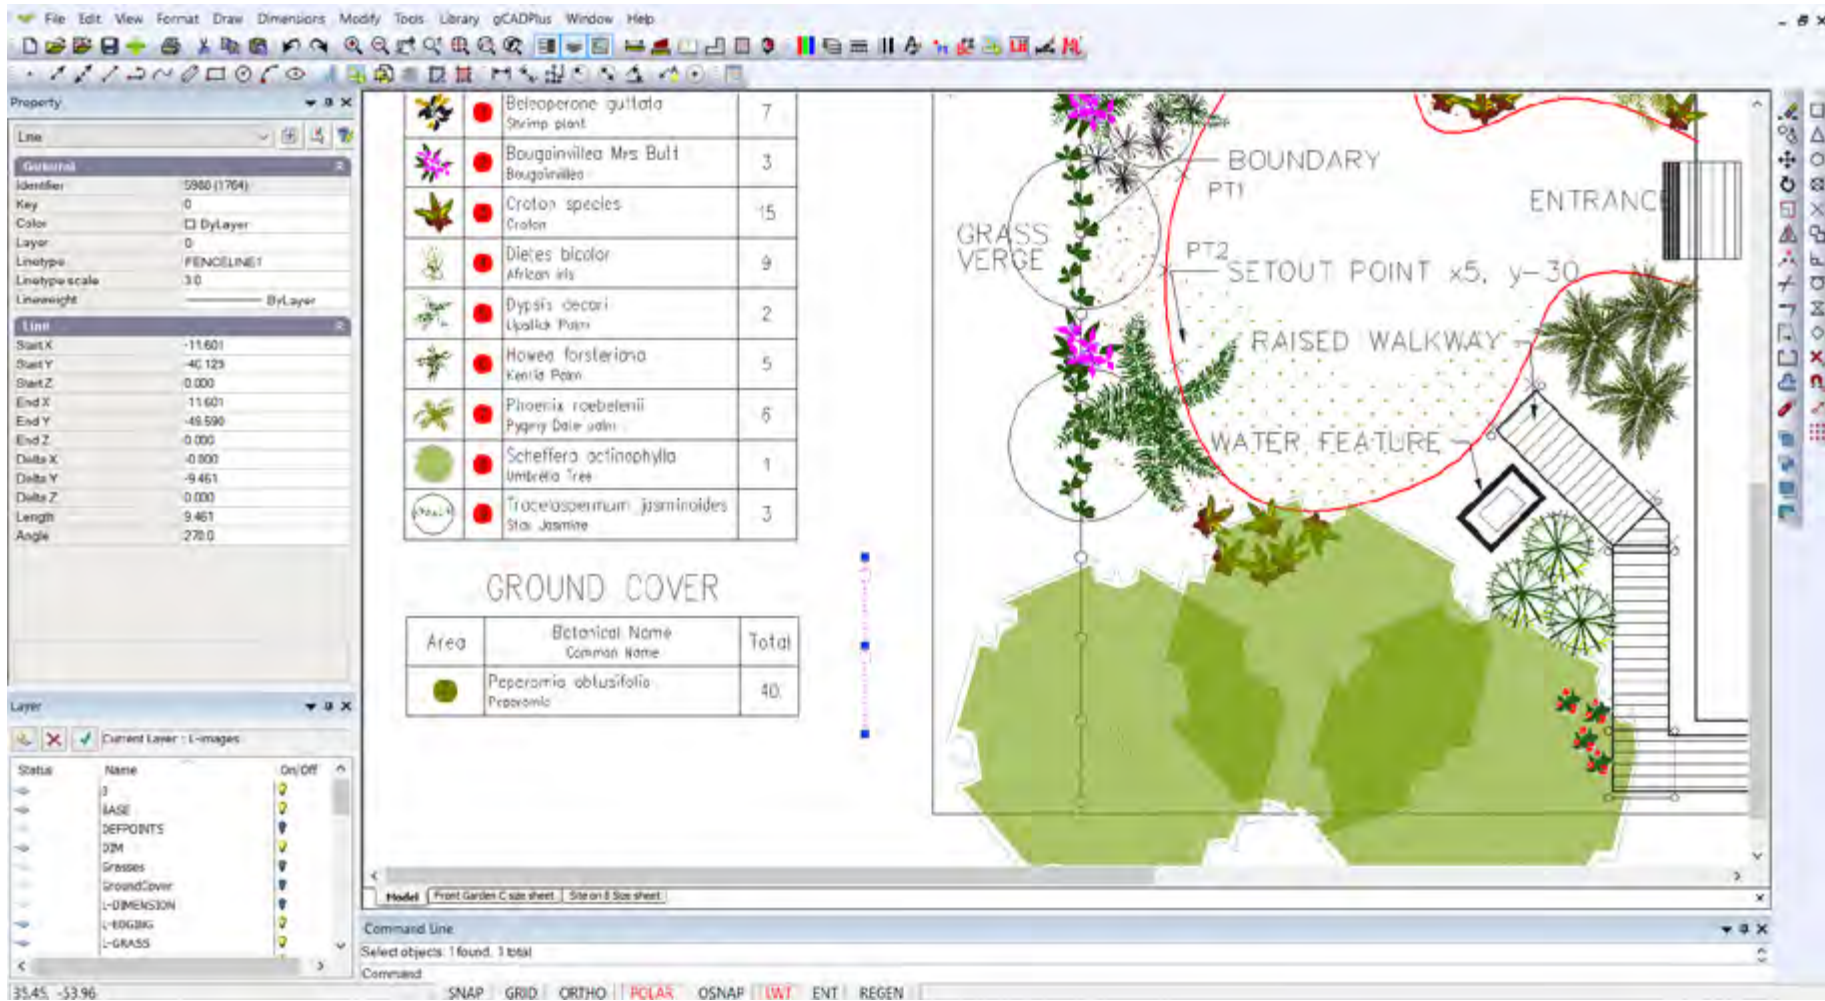 File Edit View Format Draw Dimensions Modify Tools Library gCADPlus Window Help
Property
Line
General
Identifier 5980 (1764)
Key 0
Color ByLayer
Layer 0
Linetype FENCELINE1
Linetype scale 3.0
Lineweight ByLayer
Line
Start X -11.601
Start Y -40.129
Start Z 0.000
End X -11.601
End Y -49.590
End Z 0.000
Delta X -0.000
Delta Y -9.461
Delta Z 0.000
Length 9.461
Angle 270.0
Layer
Current Layer : L-images
Status Name On/Off
BASE
DEFPOINTS
DIM
Grasses
GroundCover
L-DIMENSION
L-EDGING
L-GRASS
Beleoperone guttata 7
Shrimp plant
Bougainvillea Mrs Butt 3
Bougainvillea
Croton species 15
Croton
Dietes bicolor 9
African iris
Dypsis decari 2
Lipstick Palm
Howea forsteriana 5
Kentia Palm
Phoenix roebelenii 6
Pygmy Date palm
Scheffera actinophylla 1
Umbrella Tree
Tracelospermum jasminoides 3
Star Jasmine
GROUND COVER
Area Botanical Name Total
Common Name
Peperomia obtusifolia 40
Peperomia
BOUNDARY
PT1
ENTRANCE
GRASS
VERGE
PT2
SETOUT POINT x5, y-30
RAISED WALKWAY
WATER FEATURE
Model Front Garden C size sheet Site on B Size sheet
Command Line
Select objects: 1 found, 1 total
Command
35.45, -53.96 SNAP GRID ORTHO POLAR OSNAP LWT ENT REGEN